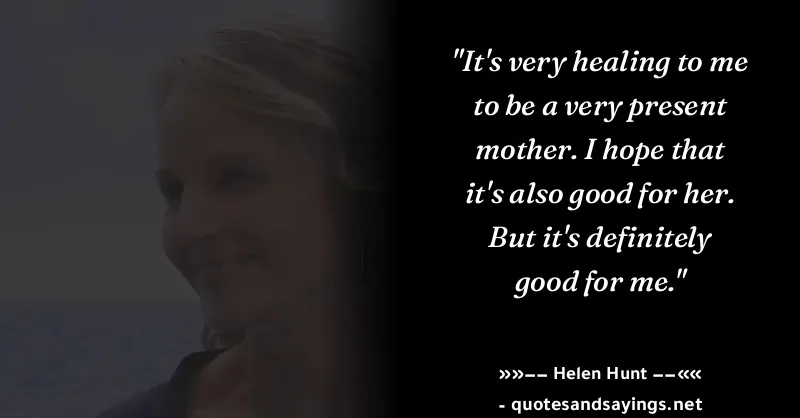 "It's very healing to me
to be a very present
mother. I hope that
it's also good for her.
But it's definitely
good for me."
»»−− Helen Hunt −−««
- quotesandsayings.net